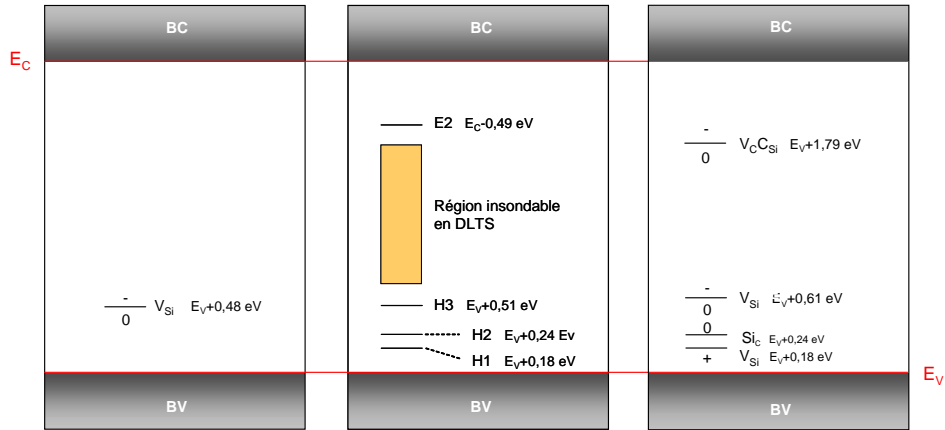 BC
BC
BC
E_C
E2 E_C-0,49 eV
-
0
V_CC_Si E_V+1,79 eV
Région insondable
en DLTS
-
0
V_Si E_V+0,48 eV
H3 E_V+0,51 eV
H2 E_V+0,24 Ev
H1 E_V+0,18 eV
-
0
V_Si E_V+0,61 eV
0
Si_C E_V+0,24 eV
+
V_Si E_V+0,18 eV
E_V
BV
BV
BV